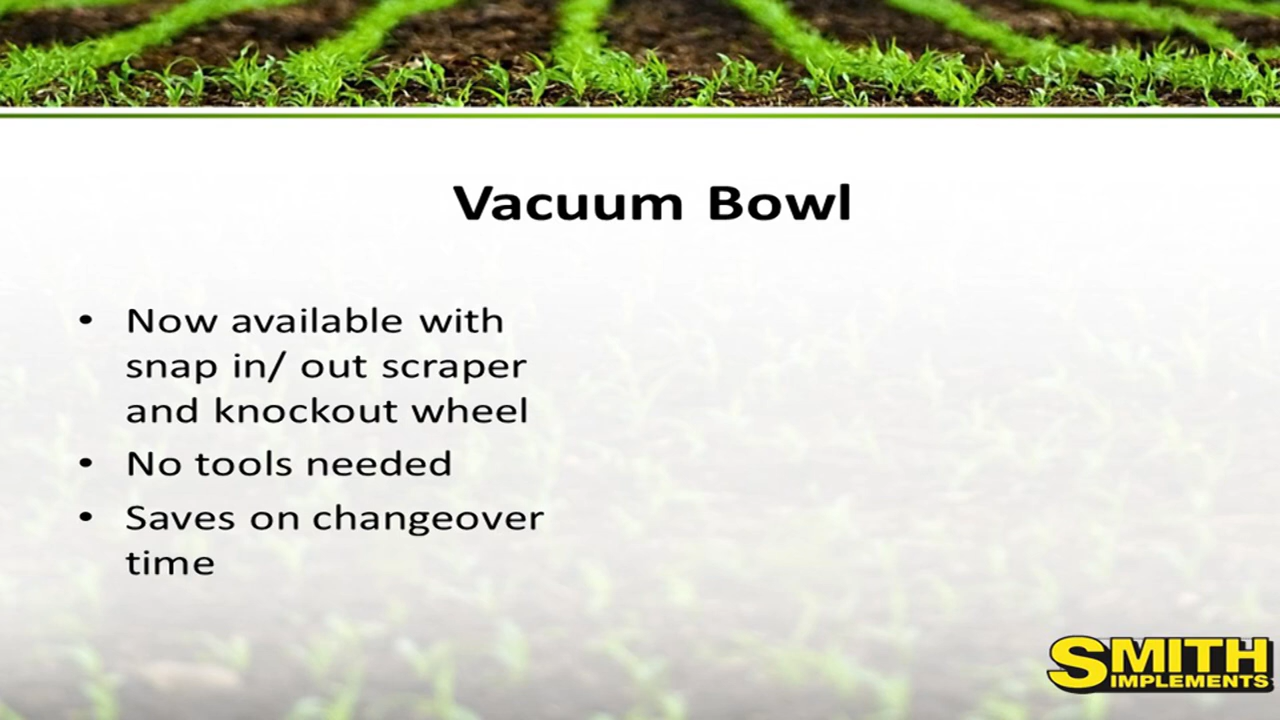 Vacuum Bowl
• Now available with
snap in/ out scraper
and knockout wheel
• No tools needed
• Saves on changeover
time
SMITH
IMPLEMENTS